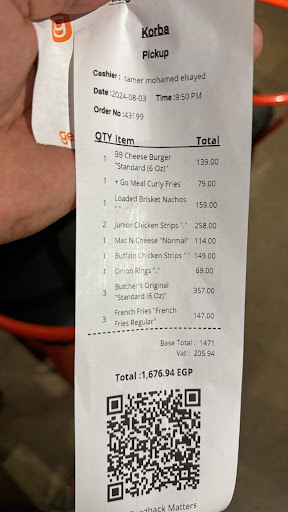 Korba
Pickup
Cashier : tamer mohamed elsayed
Date :2024-08-03 Time :9:50 PM
Order No :43199
QTY Item Total
1 BB Cheese Burger "Standard (6 Oz)" 139.00
1 + Go Meal Curly Fries 79.00
1 Loaded Brisket Nachos "." 159.00
2 Junior Chicken Strips "." 258.00
1 Mac N Cheese "Normal" 114.00
1 Buffalo Chicken Strips "." 149.00
1 Onion Rings "." 69.00
3 Butcher's Original "Standard (6 Oz)" 357.00
3 French Fries "French Fries Regular" 147.00
Base Total : 1471
Vat : 205.94
Total :1,676.94 EGP
Matters